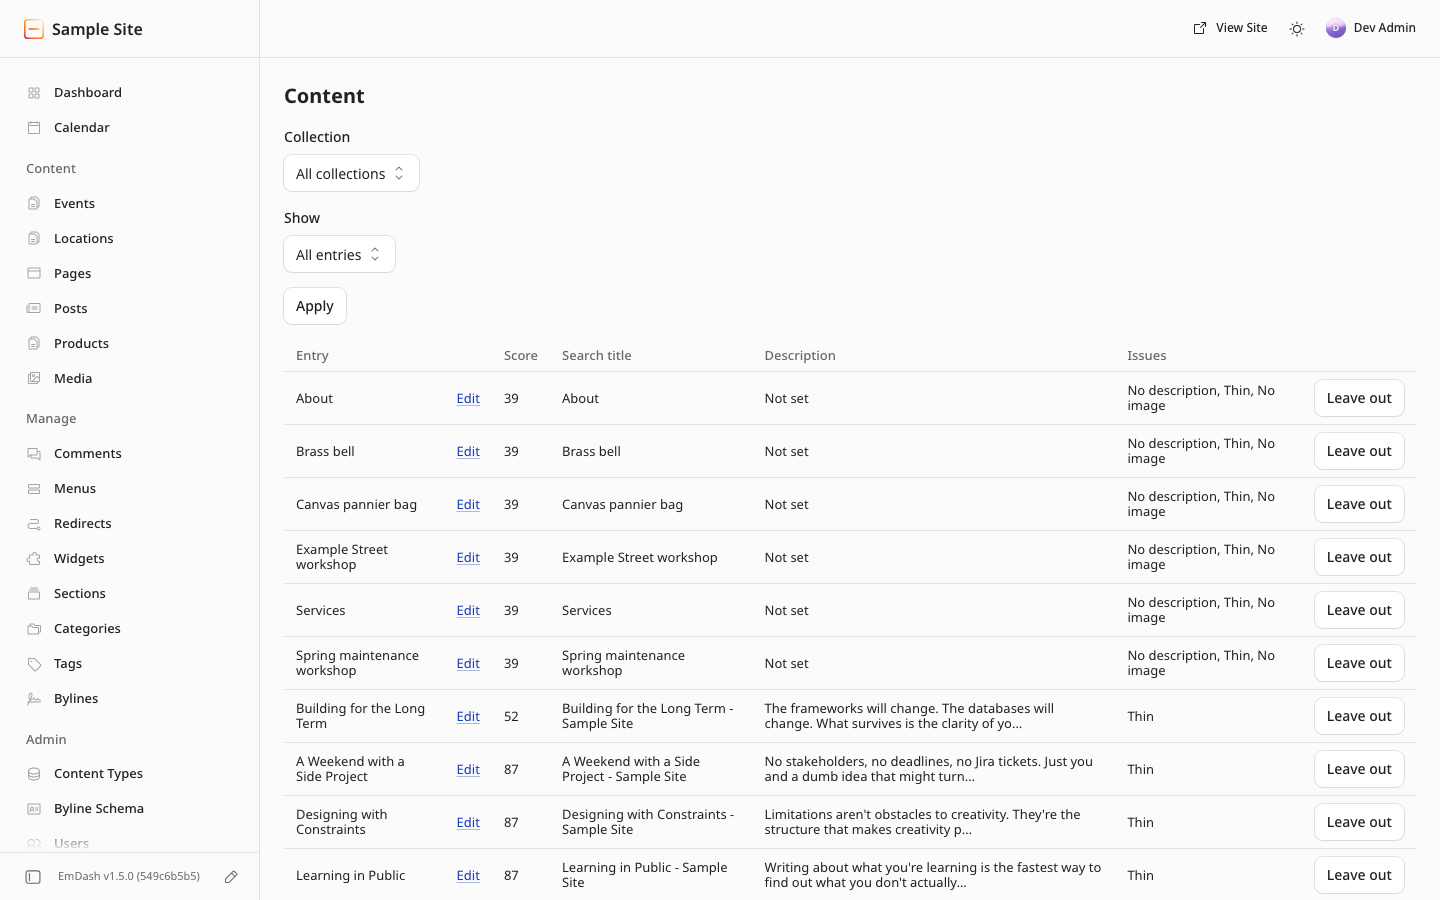 Sample Site
View Site
D
Dev Admin
Dashboard
Calendar
Content
Events
Locations
Pages
Posts
Products
Media
Manage
Comments
Menus
Redirects
Widgets
Sections
Categories
Tags
Bylines
Admin
Content Types
Byline Schema
Users
EmDash v1.5.0 (549c6b5b5)
Content
Collection
All collections
Show
All entries
Apply
Entry Score Search title Description Issues
About Edit 39 About Not set No description, Thin, No
image
Leave out
Brass bell Edit 39 Brass bell Not set No description, Thin, No
image
Leave out
Canvas pannier bag Edit 39 Canvas pannier bag Not set No description, Thin, No
image
Leave out
Example Street
workshop
Edit 39 Example Street workshop Not set No description, Thin, No
image
Leave out
Services Edit 39 Services Not set No description, Thin, No
image
Leave out
Spring maintenance
workshop
Edit 39 Spring maintenance
workshop
Not set No description, Thin, No
image
Leave out
Building for the Long
Term
Edit 52 Building for the Long Term -
Sample Site
The frameworks will change. The databases will
change. What survives is the clarity of yo...
Thin Leave out
A Weekend with a
Side Project
Edit 87 A Weekend with a Side
Project - Sample Site
No stakeholders, no deadlines, no Jira tickets. Just you
and a dumb idea that might turn...
Thin Leave out
Designing with
Constraints
Edit 87 Designing with Constraints -
Sample Site
Limitations aren't obstacles to creativity. They're the
structure that makes creativity p...
Thin Leave out
Learning in Public Edit 87 Learning in Public - Sample
Site
Writing about what you're learning is the fastest way to
find out what you don't actually...
Thin Leave out